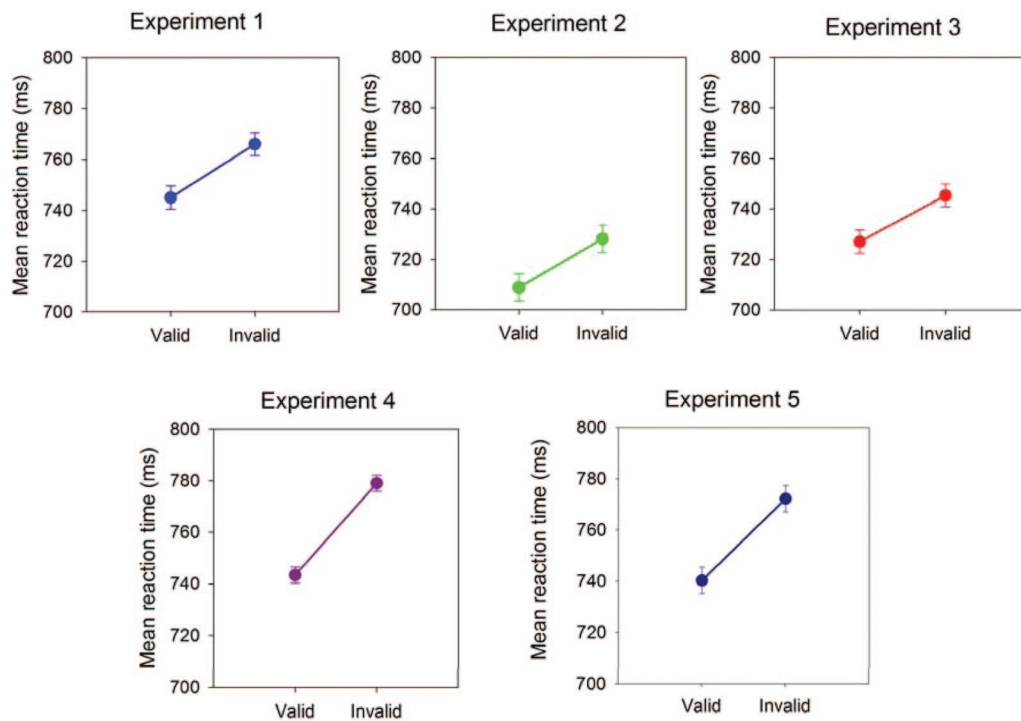 Experiment 1
Mean reaction time (ms)
800
780
760
740
720
700
Valid Invalid
Experiment 2
Mean reaction time (ms)
800
780
760
740
720
700
Valid Invalid
Experiment 3
Mean reaction time (ms)
800
780
760
740
720
700
Valid Invalid
Experiment 4
Mean reaction time (ms)
800
780
760
740
720
700
Valid Invalid
Experiment 5
Mean reaction time (ms)
800
780
760
740
720
700
Valid Invalid